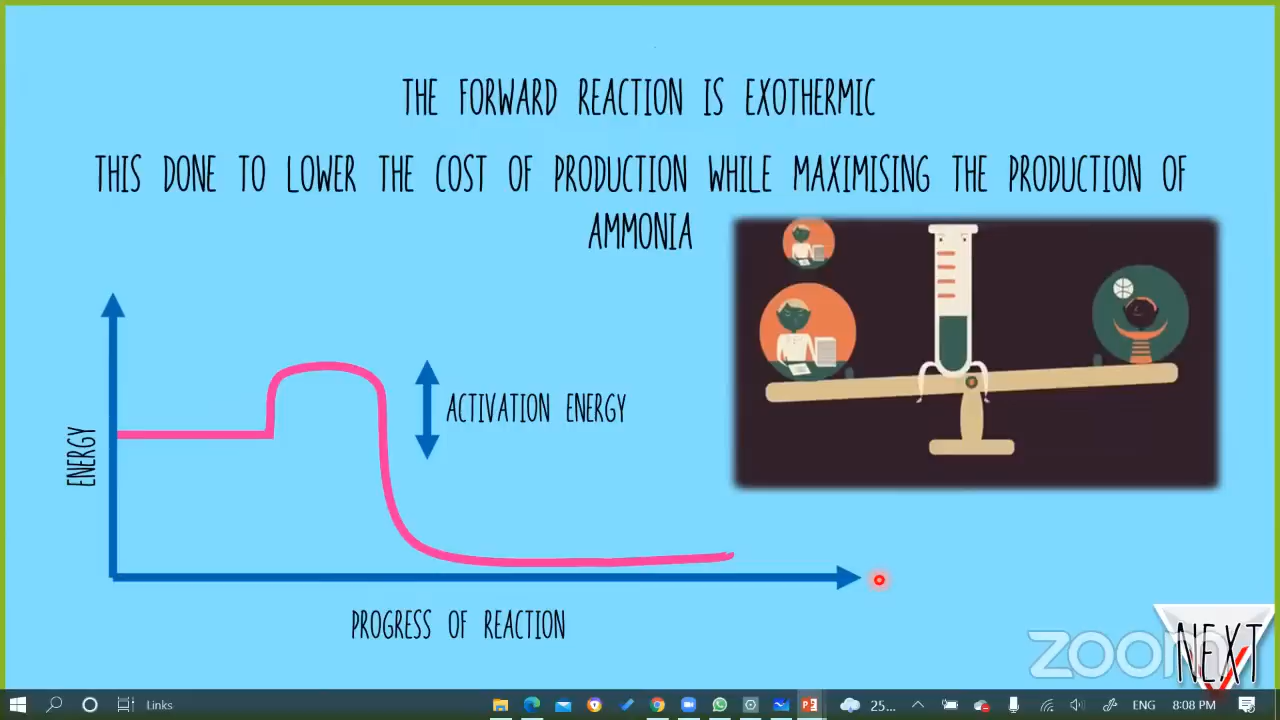 THE FORWARD REACTION IS EXOTHERMIC
THIS DONE TO LOWER THE COST OF PRODUCTION WHILE MAXIMISING THE PRODUCTION OF
AMMONIA
ACTIVATION ENERGY
ENERGY
PROGRESS OF REACTION
zoom
NEXT
Links
25...
ENG
8:08 PM